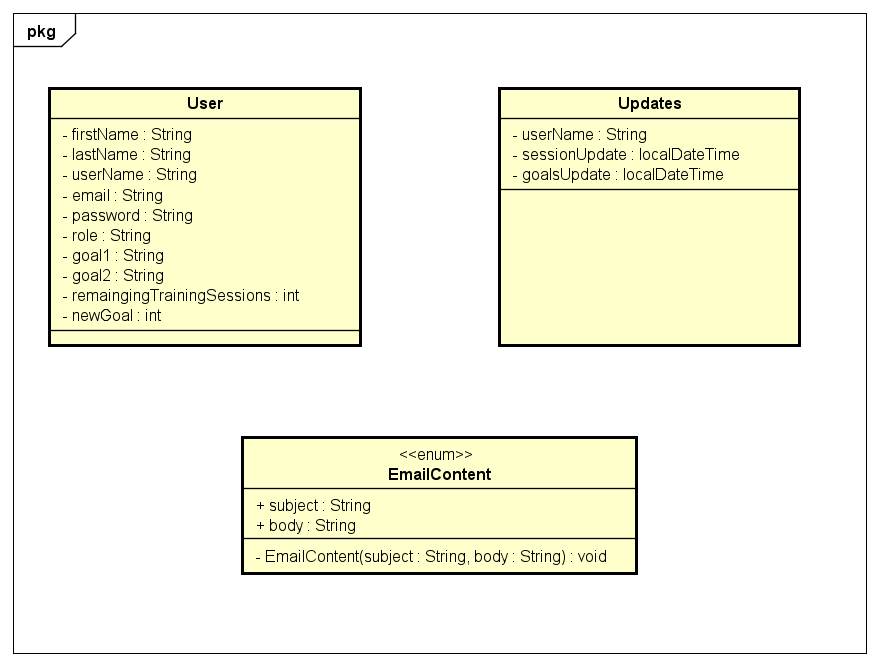 pkg
User
- firstName : String
- lastName : String
- userName : String
- email : String
- password : String
- role : String
- goal1 : String
- goal2 : String
- remaingingTrainingSessions : int
- newGoal : int
Updates
- userName : String
- sessionUpdate : localDateTime
- goalsUpdate : localDateTime
<<enum>>
EmailContent
+ subject : String
+ body : String
- EmailContent(subject : String, body : String) : void